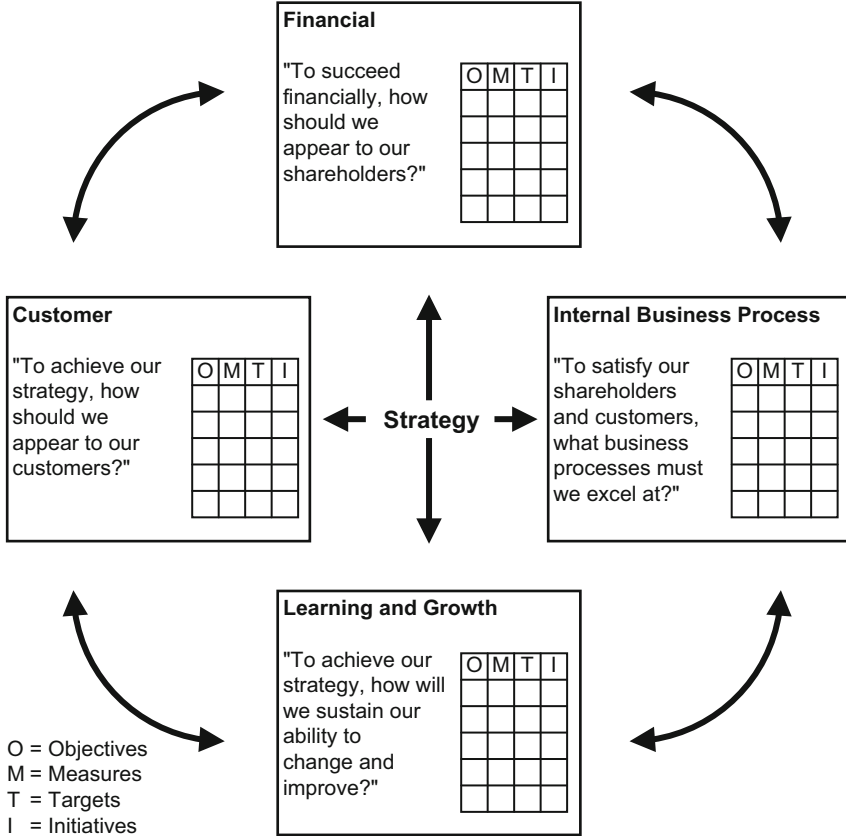 Financial
"To succeed
financially, how
should we
appear to our
shareholders?"
O M T I
Customer
"To achieve our
strategy, how
should we
appear to our
customers?"
O M T I
Strategy
Internal Business Process
"To satisfy our
shareholders
and customers,
what business
processes must
we excel at?"
O M T I
Learning and Growth
"To achieve our
strategy, how will
we sustain our
ability to
change and
improve?"
O M T I
O = Objectives
M = Measures
T = Targets
I = Initiatives